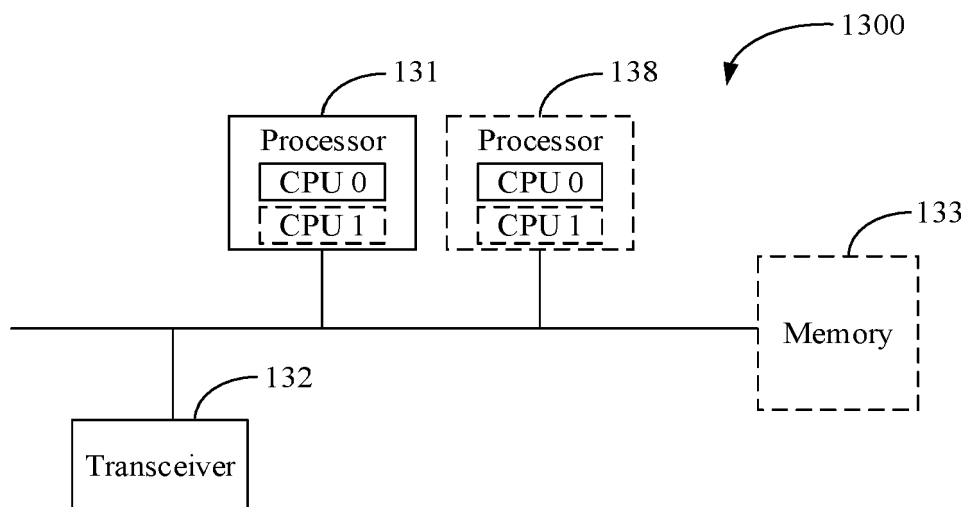 1300
131
138
Processor
CPU 0
CPU 1
Processor
CPU 0
CPU 1
133
Memory
132
Transceiver